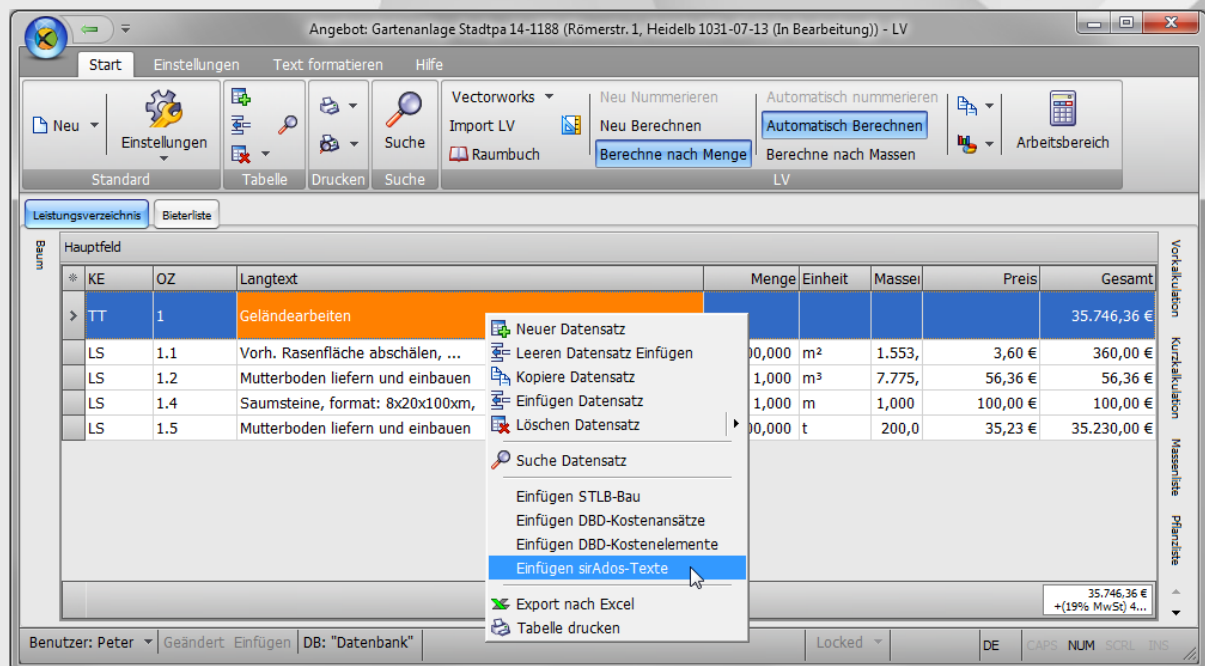 Angebot: Gartenanlage Stadtpa 14-1188 (Römerstr. 1, Heidelb 1031-07-13 (In Bearbeitung)) - LV
Start Einstellungen Text formatieren Hilfe
Neu
Einstellungen
Standard
Tabelle
Drucken
Suche
Suche
Vectorworks
Import LV
Raumbuch
Neu Nummerieren
Neu Berechnen
Berechne nach Menge
Automatisch nummerieren
Automatisch Berechnen
Berechne nach Massen
Arbeitsbereich
LV
Leistungsverzeichnis Bieterliste
Baum
Hauptfeld
KE OZ Langtext Menge Einheit Massei Preis Gesamt
TT 1 Geländearbeiten 35.746,36 €
LS 1.1 Vorh. Rasenfläche abschälen, ... 00,000 m² 1.553, 3,60 € 360,00 €
LS 1.2 Mutterboden liefern und einbauen 1,000 m³ 7.775, 56,36 € 56,36 €
LS 1.4 Saumsteine, format: 8x20x100xm, 1,000 m 1,000 100,00 € 100,00 €
LS 1.5 Mutterboden liefern und einbauen 00,000 t 200,0 35,23 € 35.230,00 €
Neuer Datensatz
Leeren Datensatz Einfügen
Kopiere Datensatz
Einfügen Datensatz
Löschen Datensatz
Suche Datensatz
Einfügen STLB-Bau
Einfügen DBD-Kostenansätze
Einfügen DBD-Kostenelemente
Einfügen sirAdos-Texte
Export nach Excel
Tabelle drucken
Vorkalkulation
Kurzkalkulation
Massenliste
Pflanzliste
35.746,36 €
+(19% MwSt) 4...
Benutzer: Peter Geändert Einfügen DB: "Datenbank" Locked DE CAPS NUM SCRL INS